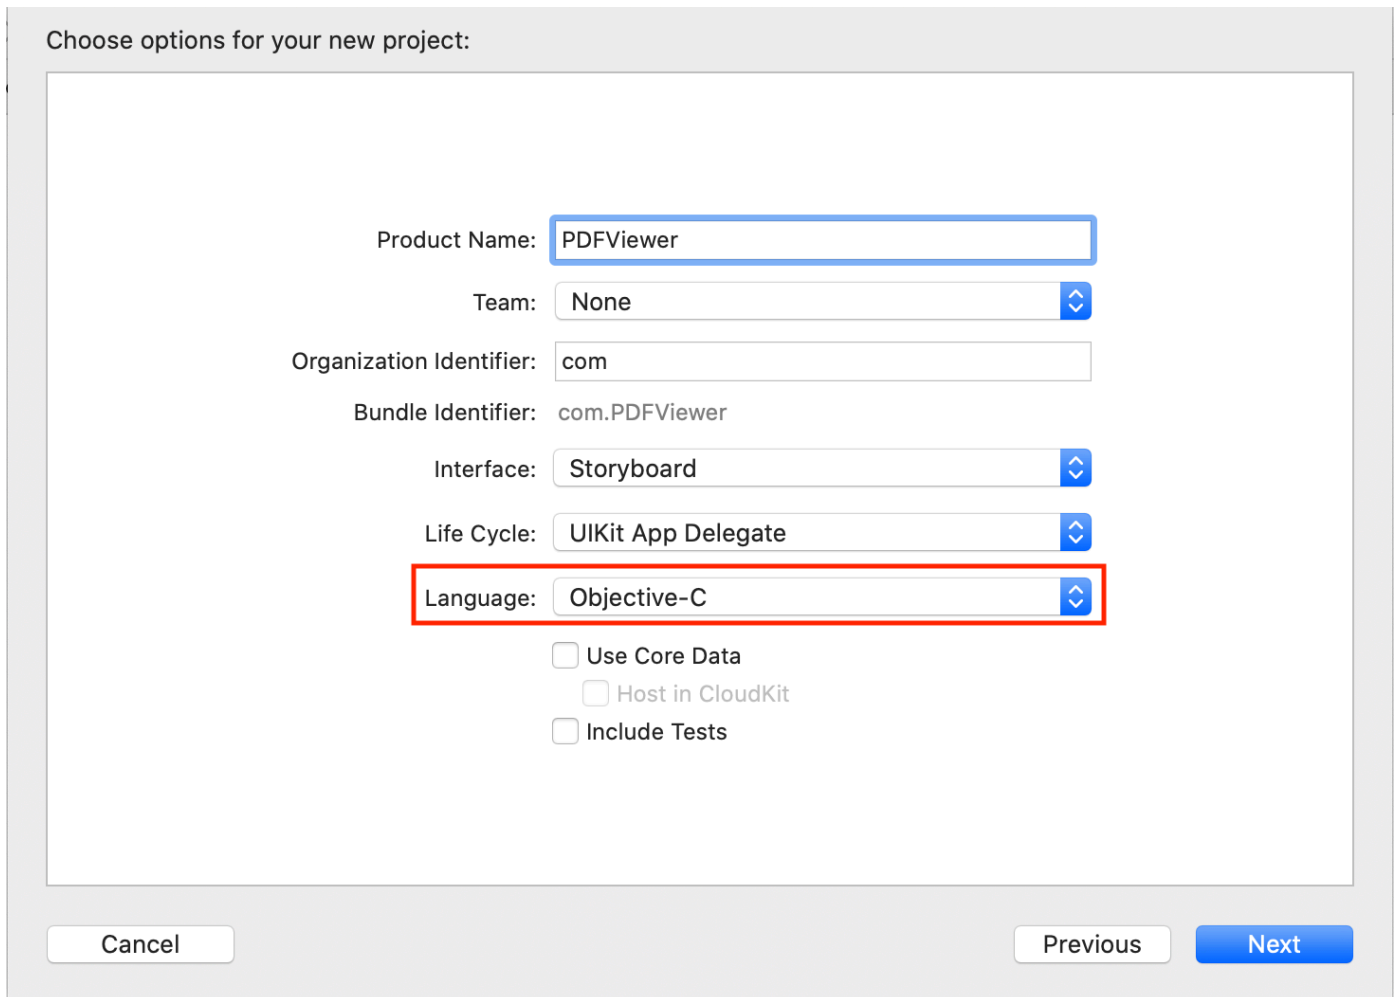 Choose options for your new project:
Product Name: PDFViewer
Team: None
Organization Identifier: com
Bundle Identifier: com.PDFViewer
Interface: Storyboard
Life Cycle: UIKit App Delegate
Language: Objective-C
Use Core Data
Host in CloudKit
Include Tests
Cancel Previous Next